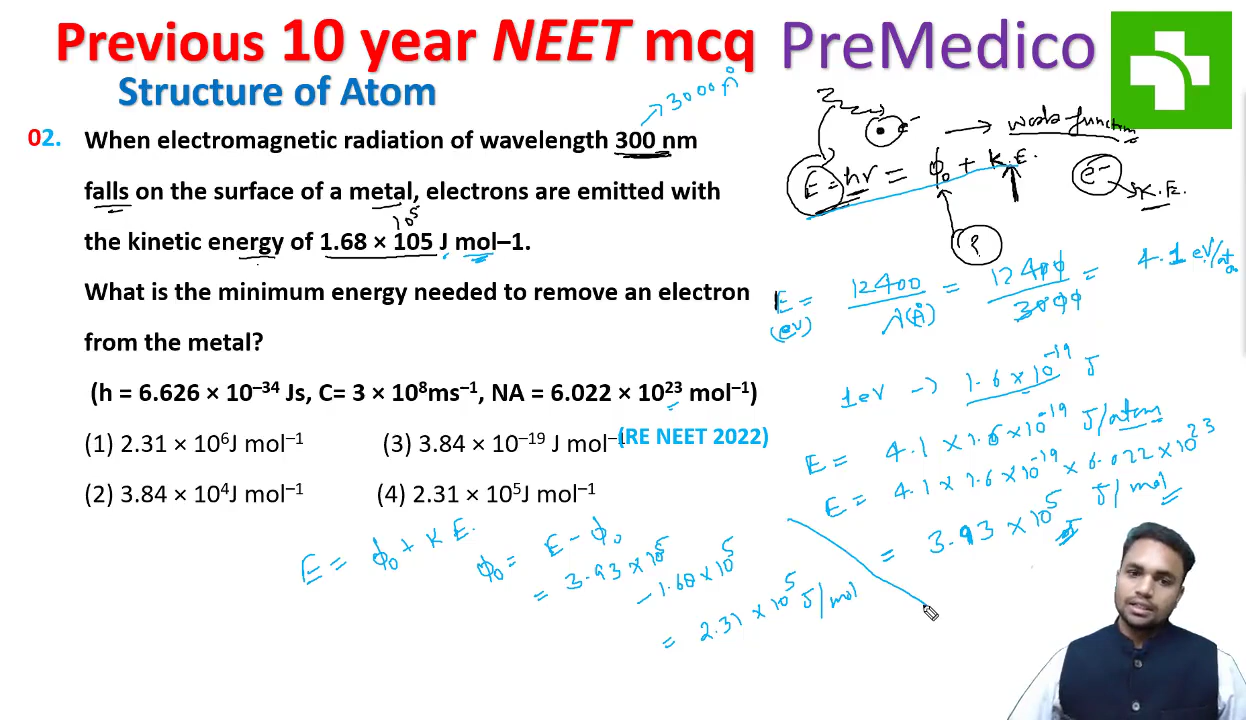 Previous 10 year NEET mcq
PreMedico
Structure of Atom
→ 3000 Å
02. When electromagnetic radiation of wavelength 300 nm
falls on the surface of a metal, electrons are emitted with
10⁵
the kinetic energy of 1.68 × 105 J mol–1.
What is the minimum energy needed to remove an electron
from the metal?
(h = 6.626 × 10⁻³⁴ Js, C= 3 × 10⁸ms⁻¹, NA = 6.022 × 10²³ mol⁻¹)
(1) 2.31 × 10⁶J mol⁻¹
(3) 3.84 × 10⁻¹⁹ J mol⁻¹
(RE NEET 2022)
(2) 3.84 × 10⁴J mol⁻¹
(4) 2.31 × 10⁵J mol⁻¹
e⁻ → work function
E = hν = ϕ₀ + K.E.
e⁻ → K.E.
?
E = 12400 = 12400 = 4.1 eV/atom
(eV) λ(Å) 3000
1eV → 1.6 × 10⁻¹⁹ J
E = 4.1 × 1.6 × 10⁻¹⁹ J/atom
E = 4.1 × 1.6 × 10⁻¹⁹ × 6.022 × 10²³
= 3.93 × 10⁵ J/mol
E = ϕ₀ + K E.
ϕ₀ = E − ϕ₀
= 3.93 × 10⁵
− 1.68 × 10⁵
= 2.31 × 10⁵ J/mol